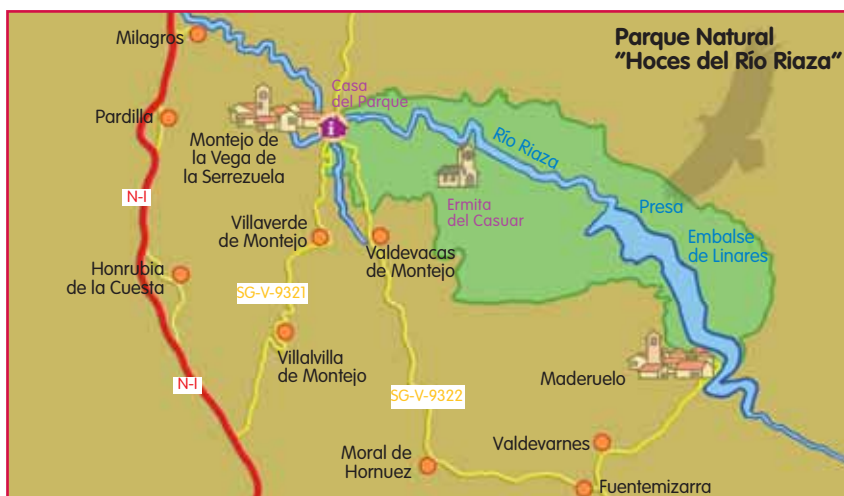 Parque Natural
"Hoces del Río Riaza"
Milagros
Casa
del Parque
Pardilla
i
Montejo de
la Vega de
la Serrezuela
Río Riaza
N-I
Ermita
del Casuar
Presa
Villaverde
de Montejo
Valdevacas
de Montejo
Embalse
de Linares
Honrubia
de la Cuesta
SG-V-9321
Villalvilla
de Montejo
Maderuelo
N-I
SG-V-9322
Moral de
Hornuez
Valdevarnes
Fuentemizarra